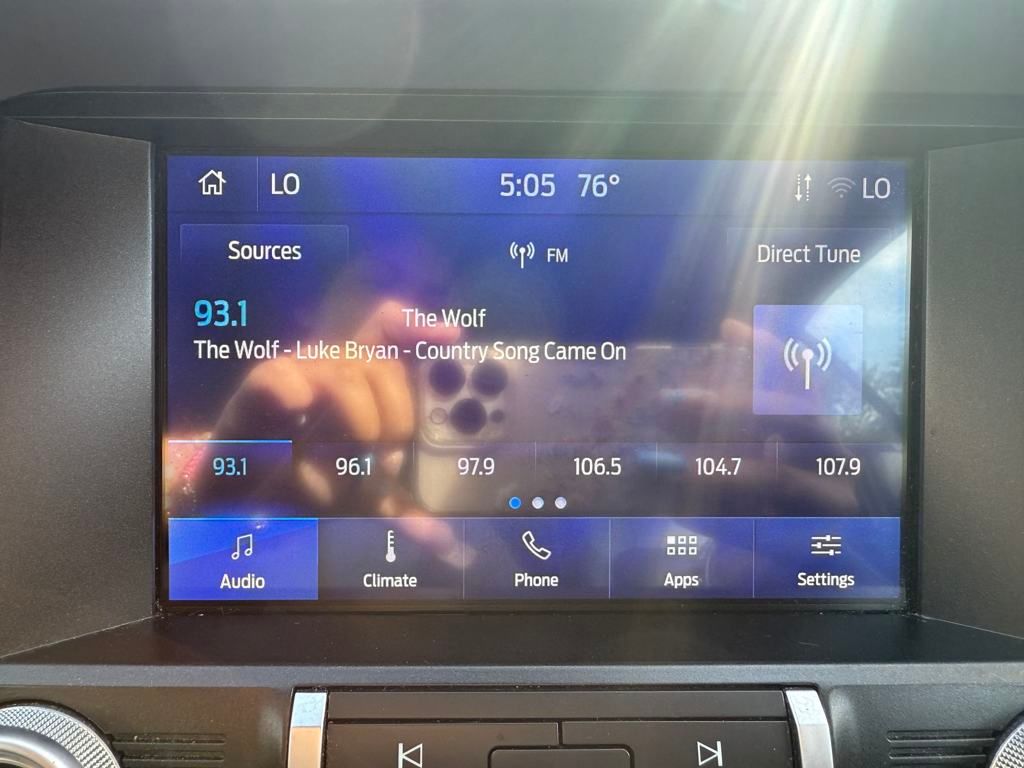 LO 5:05 76° LO
Sources FM Direct Tune
93.1 The Wolf
The Wolf - Luke Bryan - Country Song Came On
93.1 96.1 97.9 106.5 104.7 107.9
Audio Climate Phone Apps Settings